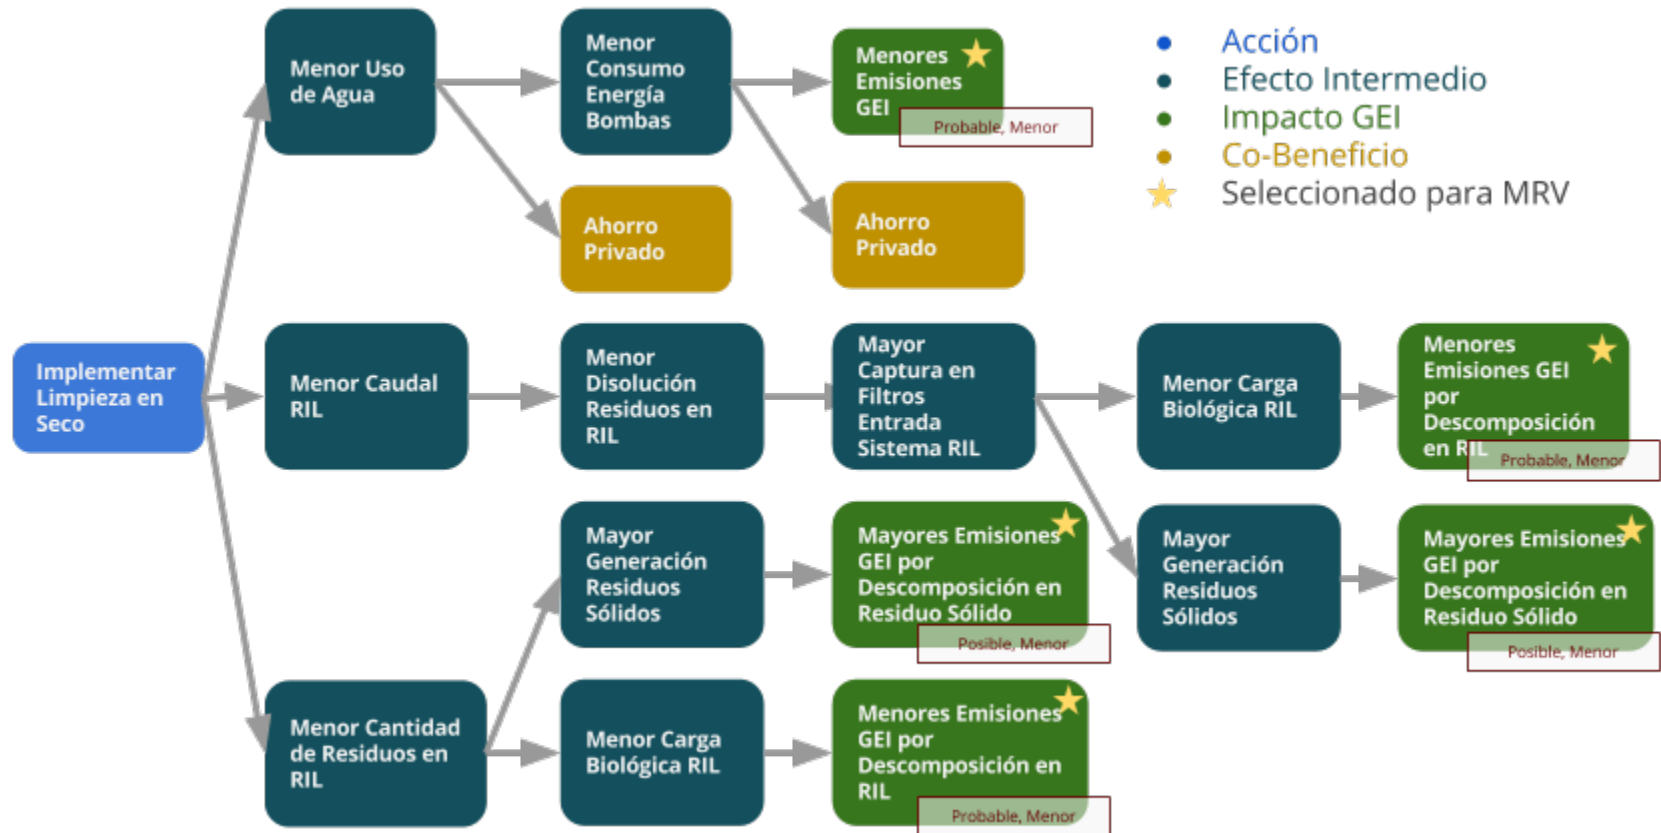 Menor Uso
de Agua
Menor
Consumo
Energía
Bombas
Menores
Emisiones
GEI
Probable, Menor
Ahorro
Privado
Ahorro
Privado
Acción
Efecto Intermedio
Impacto GEI
Co-Beneficio
Seleccionado para MRV
Implementar
Limpieza en
Seco
Menor Caudal
RIL
Menor
Disolución
Residuos en
RIL
Mayor
Captura en
Filtros
Entrada
Sistema RIL
Menor Carga
Biológica RIL
Menores
Emisiones GEI
por
Descomposición
en RIL
Probable, Menor
Mayor
Generación
Residuos
Sólidos
Mayores Emisiones
GEI por
Descomposición en
Residuo Sólido
Posible, Menor
Mayor
Generación
Residuos
Sólidos
Mayores Emisiones
GEI por
Descomposición en
Residuo Sólido
Posible, Menor
Menor Cantidad
de Residuos en
RIL
Menor Carga
Biológica RIL
Menores Emisiones
GEI por
Descomposición en
RIL
Probable, Menor